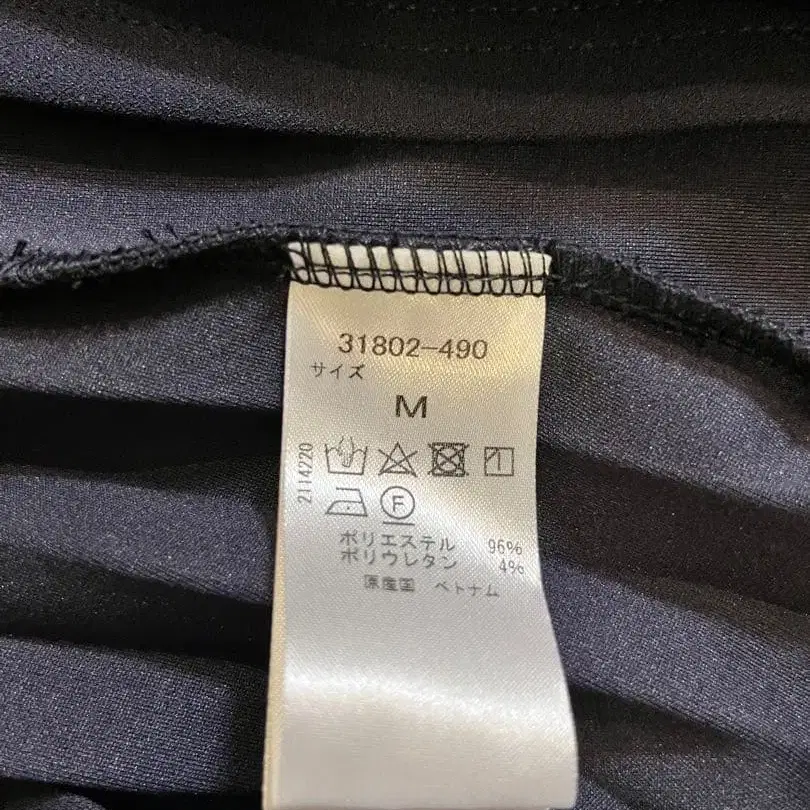 31802-490
サイズ
M
2114220
F
ポリエステル 96%
ポリウレタン 4%
原産国 ベトナム